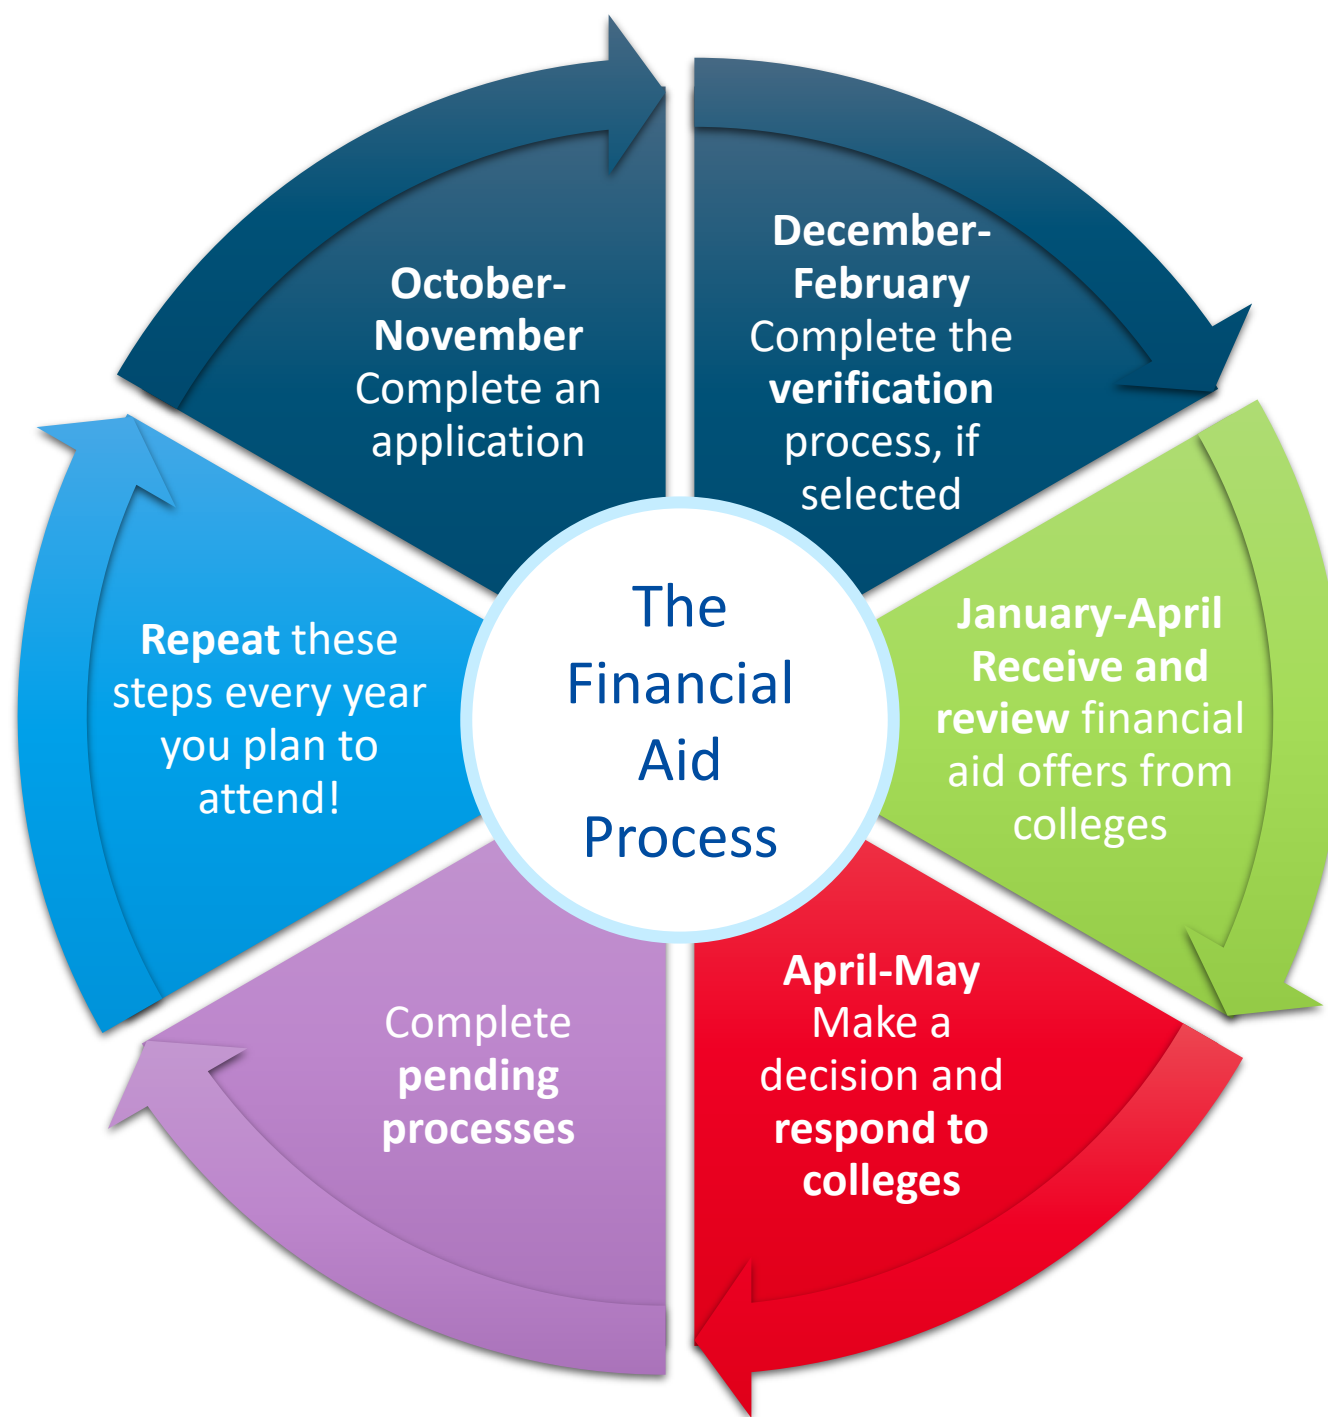 October-
November
Complete an
application
December-
February
Complete the
verification
process, if
selected
January-April
Receive and
review financial
aid offers from
colleges
April-May
Make a
decision and
respond to
colleges
Complete
pending
processes
Repeat these
steps every year
you plan to
attend!
The
Financial
Aid
Process